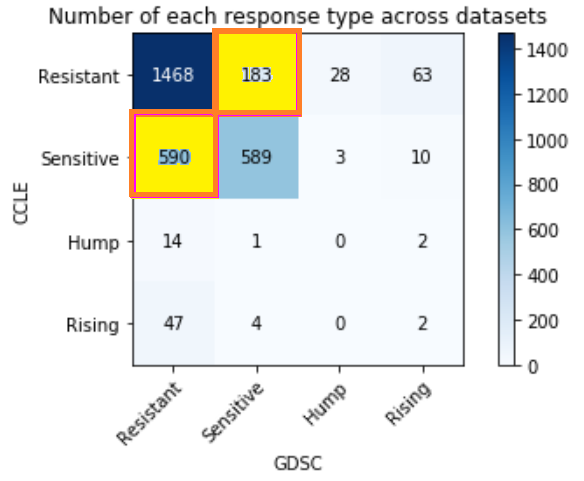 Number of each response type across datasets
Resistant 1468 183 28 63
Sensitive 590 589 3 10
Hump 14 1 0 2
Rising 47 4 0 2
Resistant Sensitive Hump Rising
GDSC
CCLE
1400
1200
1000
800
600
400
200
0